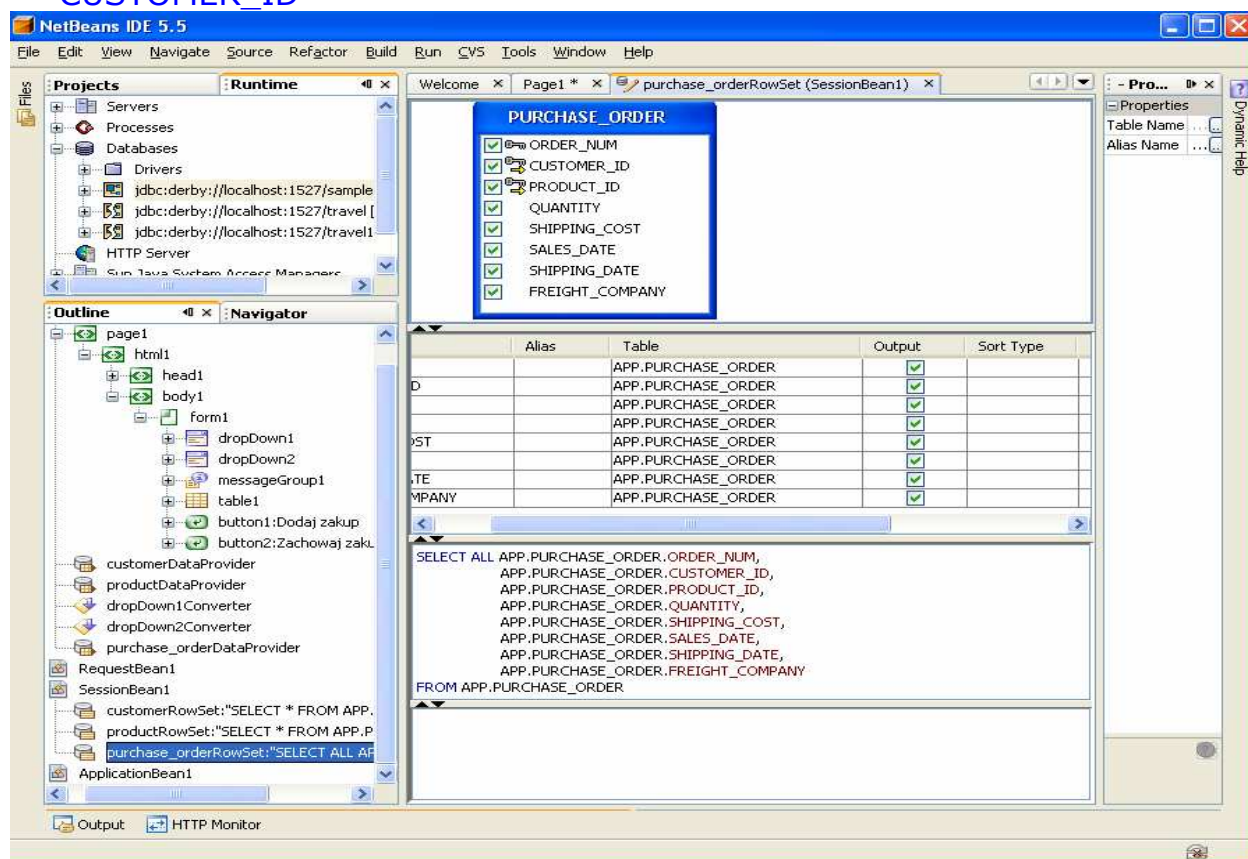 CUSTOMER_ID
NetBeans IDE 5.5
File Edit View Navigate Source Refactor Build Run CVS Tools Window Help
Files
Projects
Runtime
Servers
Processes
Databases
Drivers
jdbc:derby://localhost:1527/sample
jdbc:derby://localhost:1527/travel [
jdbc:derby://localhost:1527/travel1
HTTP Server
Sun Java System Access Managers
Outline
Navigator
page1
html1
head1
body1
form1
dropDown1
dropDown2
messageGroup1
table1
button1:Dodaj zakup
button2:Zachowaj zaku
customerDataProvider
productDataProvider
dropDown1Converter
dropDown2Converter
purchase_orderDataProvider
RequestBean1
SessionBean1
customerRowSet:"SELECT * FROM APP.
productRowSet:"SELECT * FROM APP.P
purchase_orderRowSet:"SELECT ALL AP
ApplicationBean1
Welcome
Page1 *
purchase_orderRowSet (SessionBean1)
PURCHASE_ORDER
ORDER_NUM
CUSTOMER_ID
PRODUCT_ID
QUANTITY
SHIPPING_COST
SALES_DATE
SHIPPING_DATE
FREIGHT_COMPANY
Alias Table Output Sort Type
APP.PURCHASE_ORDER
D APP.PURCHASE_ORDER
APP.PURCHASE_ORDER
APP.PURCHASE_ORDER
OST APP.PURCHASE_ORDER
APP.PURCHASE_ORDER
ATE APP.PURCHASE_ORDER
MPANY APP.PURCHASE_ORDER
SELECT ALL APP.PURCHASE_ORDER.ORDER_NUM,
APP.PURCHASE_ORDER.CUSTOMER_ID,
APP.PURCHASE_ORDER.PRODUCT_ID,
APP.PURCHASE_ORDER.QUANTITY,
APP.PURCHASE_ORDER.SHIPPING_COST,
APP.PURCHASE_ORDER.SALES_DATE,
APP.PURCHASE_ORDER.SHIPPING_DATE,
APP.PURCHASE_ORDER.FREIGHT_COMPANY
FROM APP.PURCHASE_ORDER
- Pro...
Properties
Table Name ...
Alias Name ...
Dynamic Help
Output
HTTP Monitor